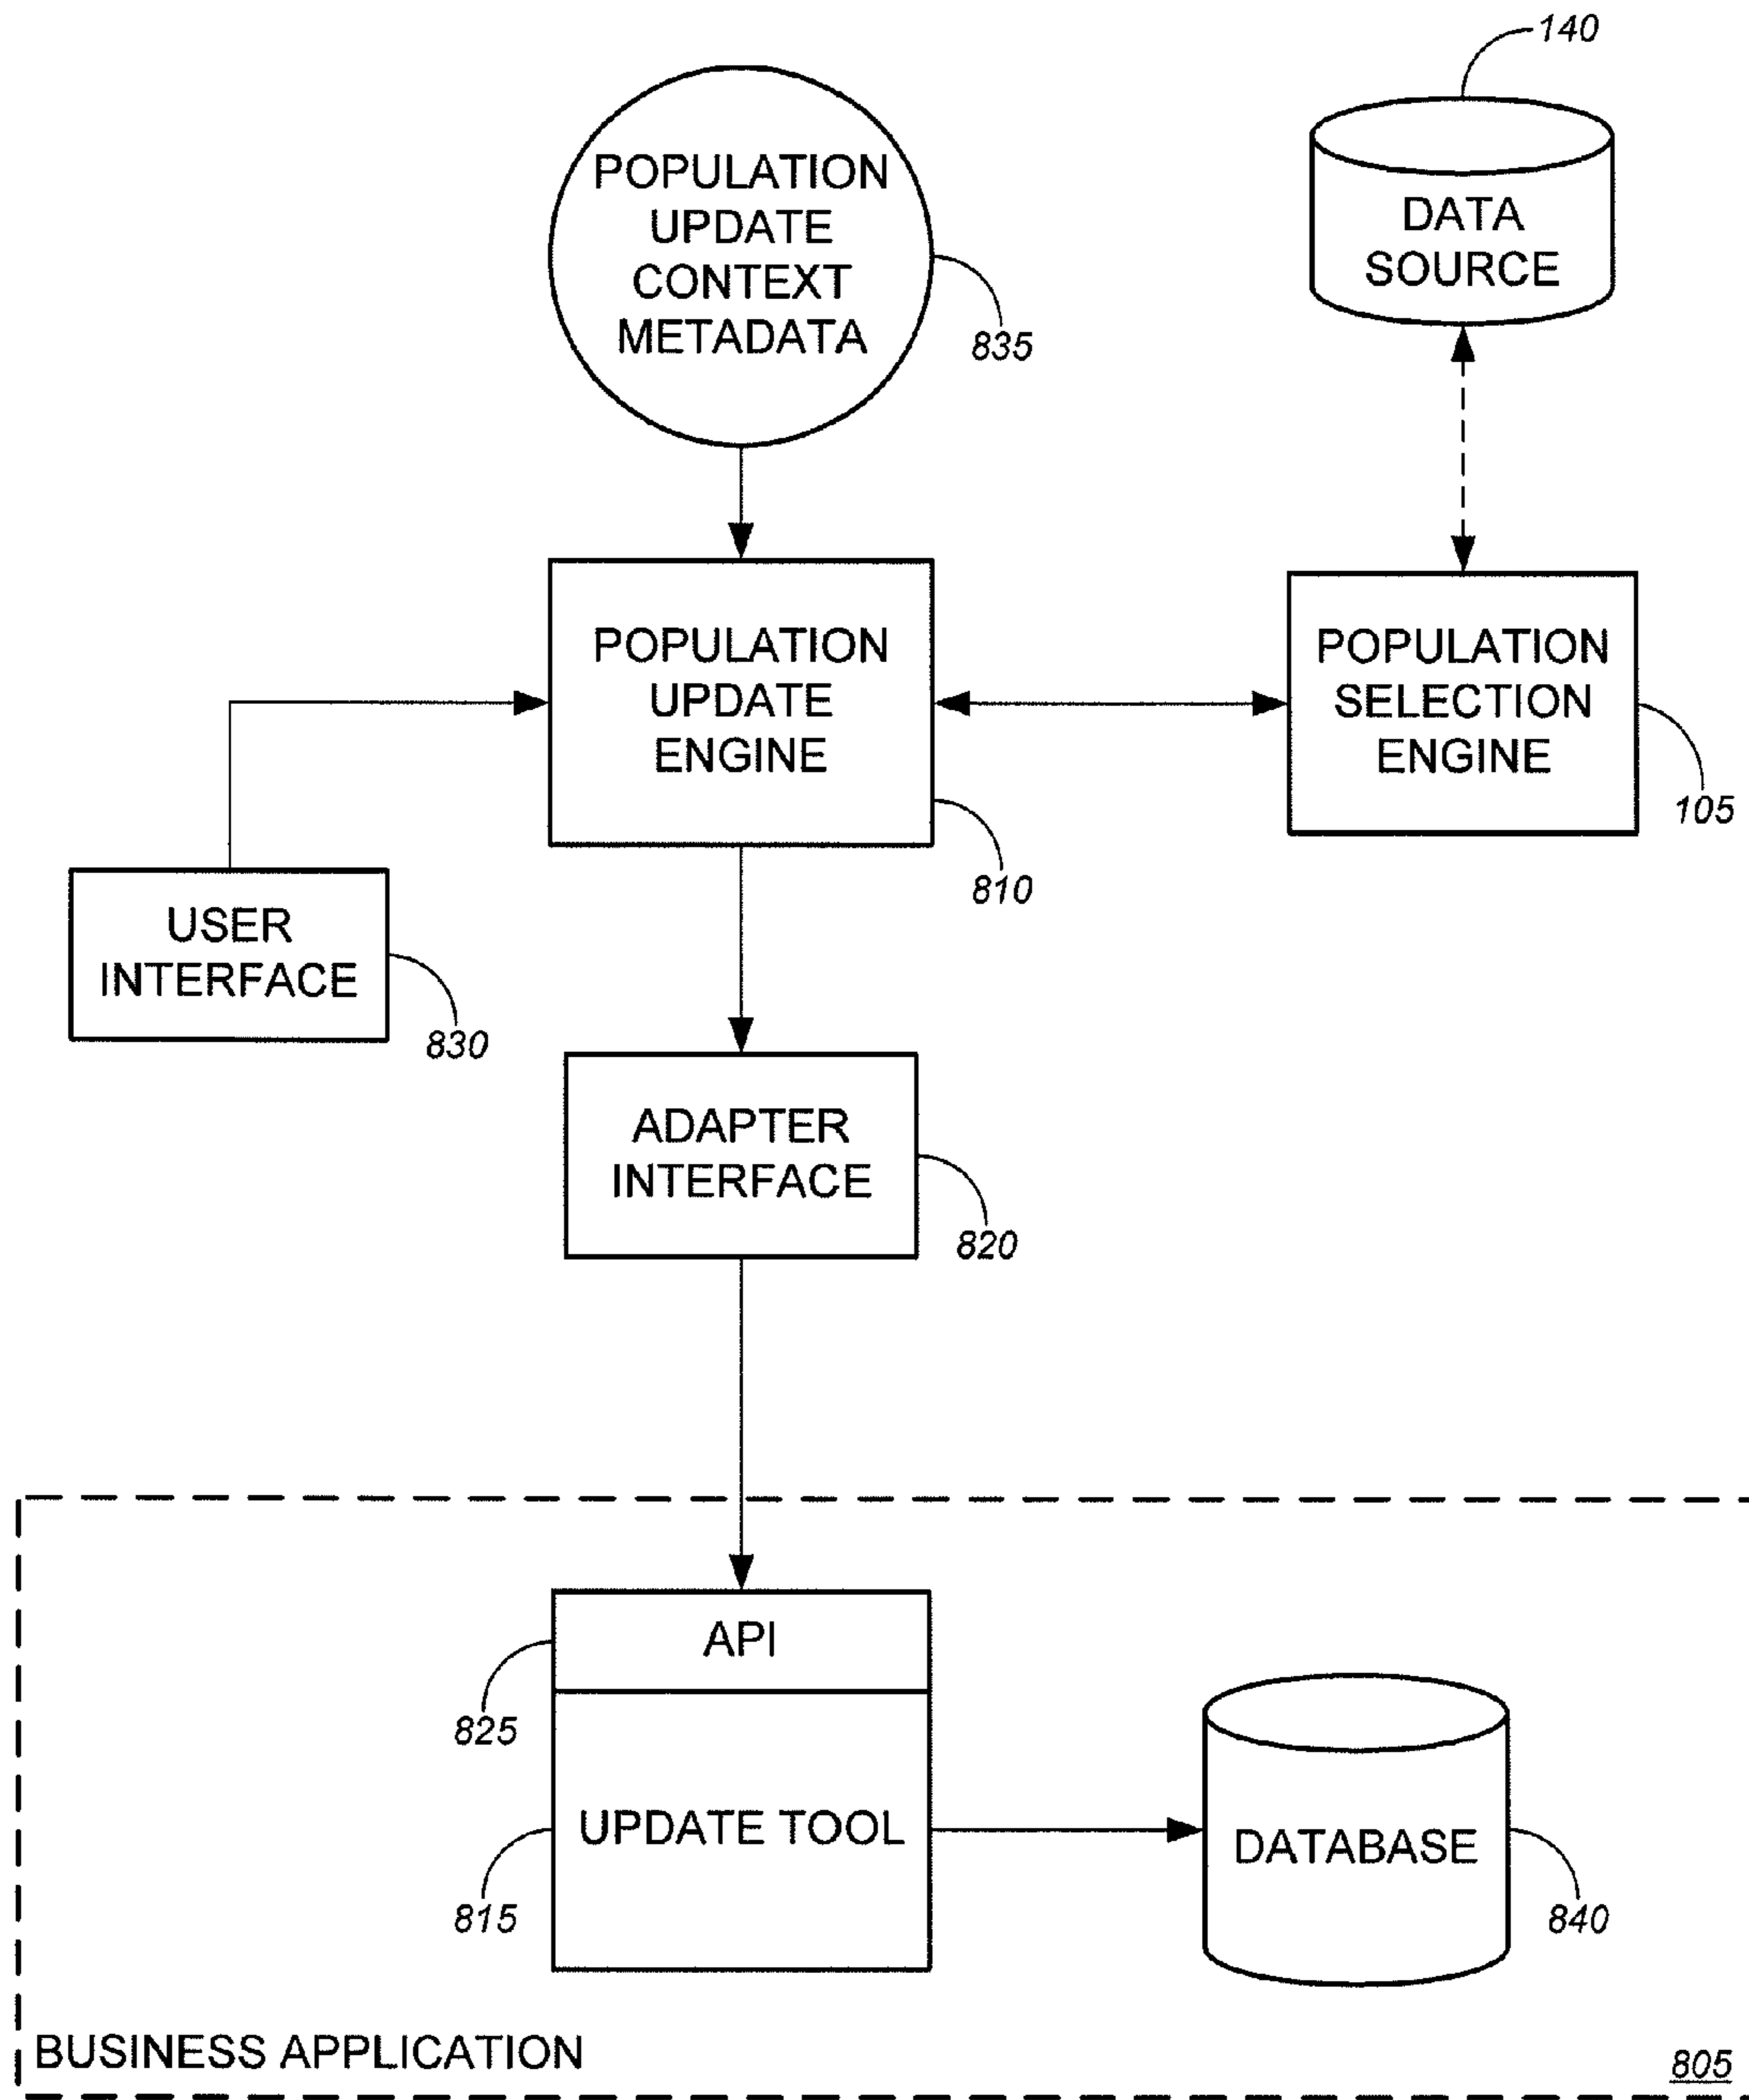 140
POPULATION
UPDATE
CONTEXT
METADATA
835
DATA
SOURCE
POPULATION
UPDATE
ENGINE
810
POPULATION
SELECTION
ENGINE
105
USER
INTERFACE
830
ADAPTER
INTERFACE
820
API
825
UPDATE TOOL
815
DATABASE
840
BUSINESS APPLICATION
805